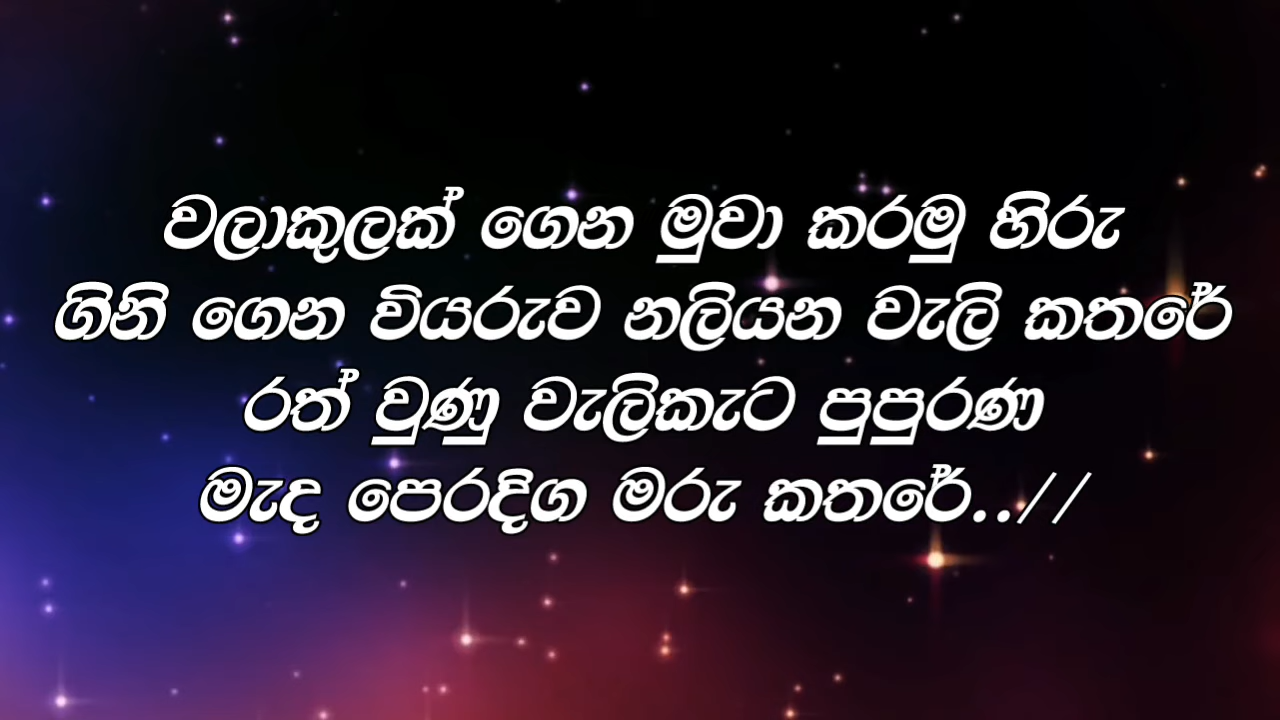 වලාකුලක් ගෙන මුවා කරමු හිරු
ගිනි ගෙන වියරුව නලියන වැලි කතරේ
රත් වුණු වැලිකැට පුපුරණ
මැද පෙරදිග මරු කතරේ..//